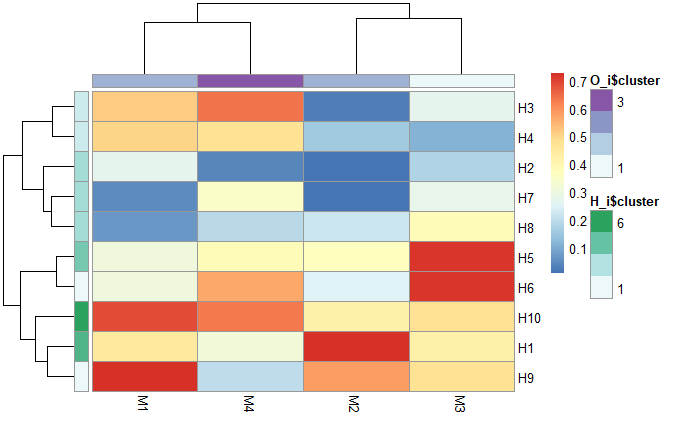 0.7
0.6
0.5
0.4
0.3
0.2
0.1
O_i$cluster
3
1
H_i$cluster
6
1
H3
H4
H2
H7
H8
H5
H6
H10
H1
H9
M1
M4
M2
M3